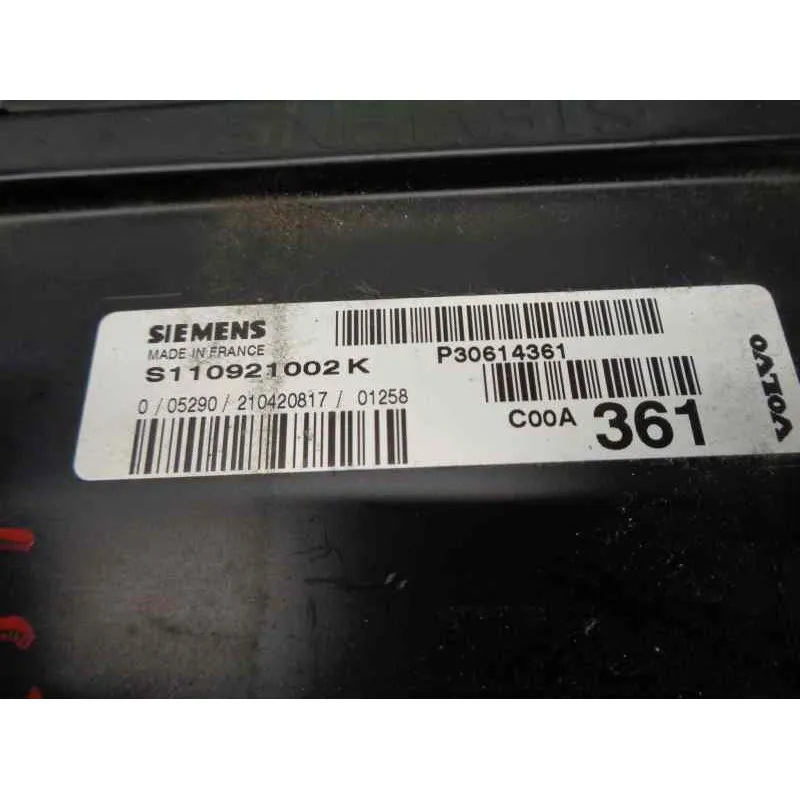 SIEMENS
MADE IN FRANCE
S110921002 K
0 / 05290 / 210420817 / 01258
P30614361
C00A 361
VOLVO